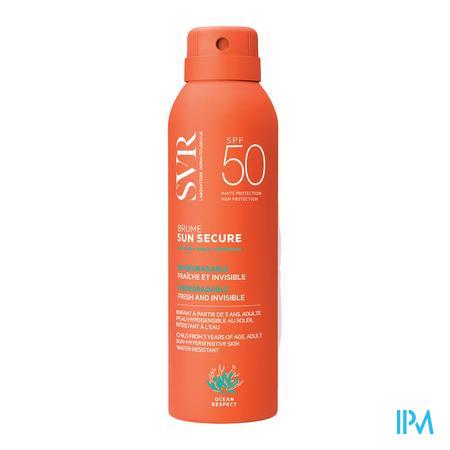 SVR
LABORATOIRE DERMATOLOGIQUE
SPF
50
HAUTE PROTECTION
HIGH PROTECTION
BRUME
SUN SECURE
BIODEGRADABLE
FRAÎCHE ET INVISIBLE
BIODEGRADABLE
FRESH AND INVISIBLE
ENFANT À PARTIR DE 3 ANS, ADULTE
PEAU HYPERSENSIBLE AU SOLEIL
RÉSISTANT À L'EAU
CHILD FROM 3 YEARS OF AGE, ADULT
SUN-HYPERSENSITIVE SKIN
WATER-RESISTANT
OCEAN
RESPECT
IPM